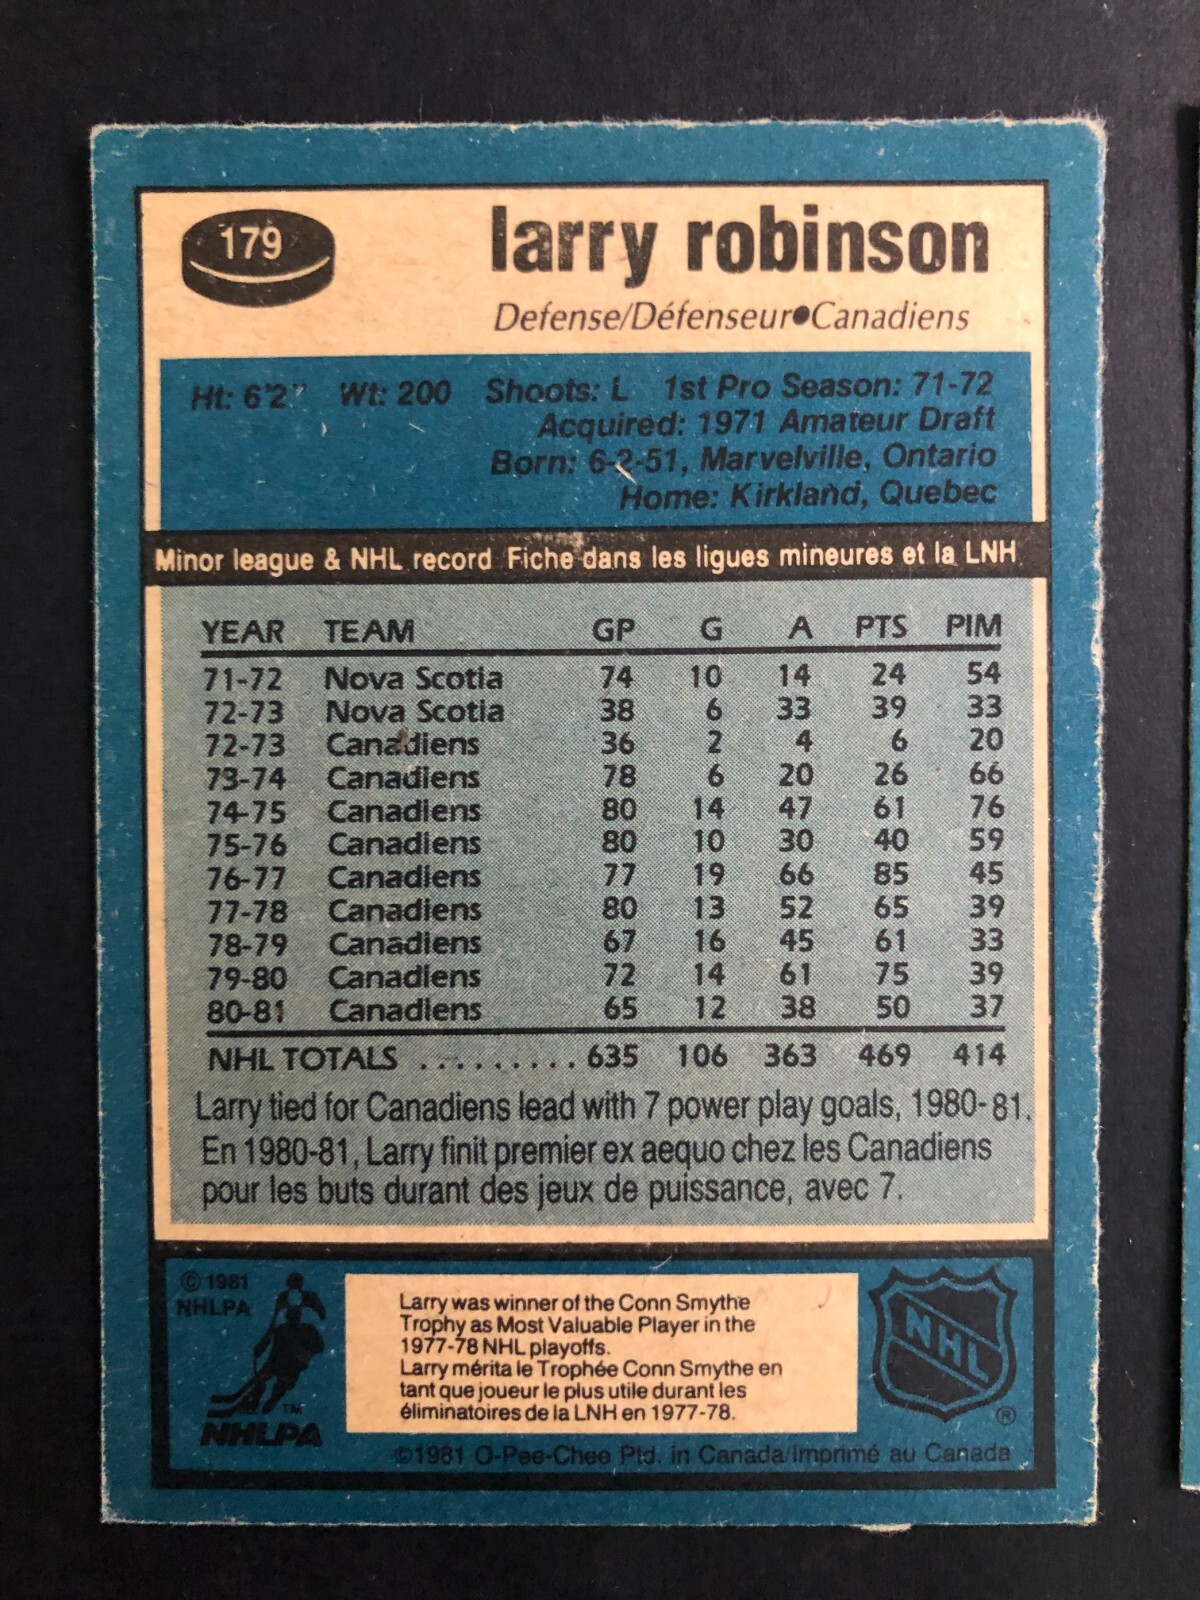 179
larry robinson
Defense/Défenseur●Canadiens
Ht: 6'2" Wt: 200 Shoots: L 1st Pro Season: 71-72
Acquired: 1971 Amateur Draft
Born: 6-2-51, Marvelville, Ontario
Home: Kirkland, Quebec
Minor league & NHL record Fiche dans les ligues mineures et la LNH
YEAR TEAM GP G A PTS PIM
71-72 Nova Scotia 74 10 14 24 54
72-73 Nova Scotia 38 6 33 39 33
72-73 Canadiens 36 2 4 6 20
73-74 Canadiens 78 6 20 26 66
74-75 Canadiens 80 14 47 61 76
75-76 Canadiens 80 10 30 40 59
76-77 Canadiens 77 19 66 85 45
77-78 Canadiens 80 13 52 65 39
78-79 Canadiens 67 16 45 61 33
79-80 Canadiens 72 14 61 75 39
80-81 Canadiens 65 12 38 50 37
NHL TOTALS .......... 635 106 363 469 414
Larry tied for Canadiens lead with 7 power play goals, 1980-81.
En 1980-81, Larry finit premier ex aequo chez les Canadiens
pour les buts durant des jeux de puissance, avec 7.
©1981
NHLPA
TM
NHLPA
Larry was winner of the Conn Smythe
Trophy as Most Valuable Player in the
1977-78 NHL playoffs.
Larry mérita le Trophée Conn Smythe en
tant que joueur le plus utile durant les
éliminatoires de la LNH en 1977-78.
NHL
®
©1981 O-Pee-Chee Ptd. in Canada/Imprimé au Canada